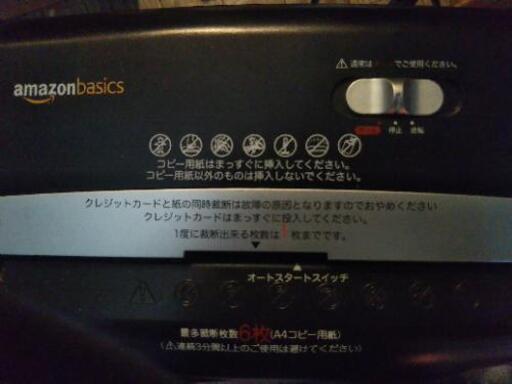 ⚠通常は でご使用ください。
amazonbasics
停止 逆転
コピー用紙はまっすぐに挿入してください。
コピー用紙以外のものは挿入しないでください。
クレジットカードと紙の同時裁断は故障の原因となりますのでおやめください
クレジットカードはまっすぐに投入してください。
1度に裁断出来る枚数は1枚までです。
オートスタートスイッチ
最多裁断枚数6枚(A4コピー用紙)
(⚠連続3分間以上のご使用は避けてください)